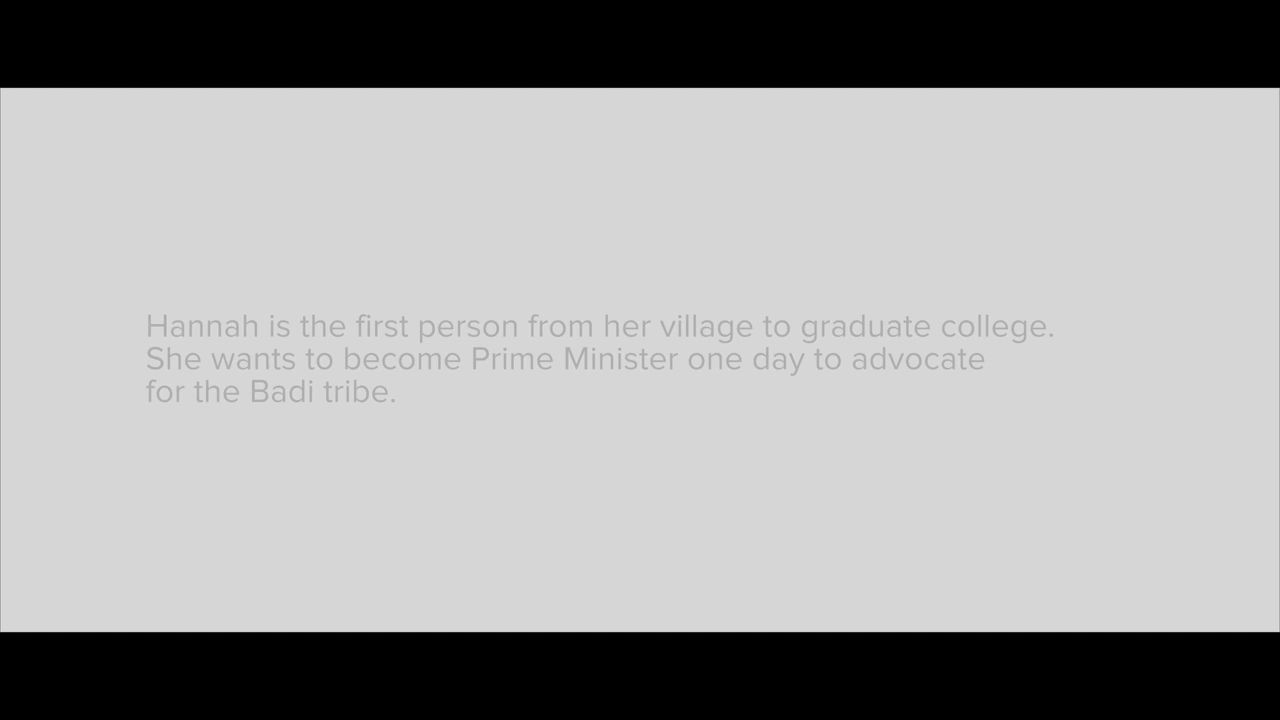 Hannah is the first person from her village to graduate college.
She wants to become Prime Minister one day to advocate
for the Badi tribe.